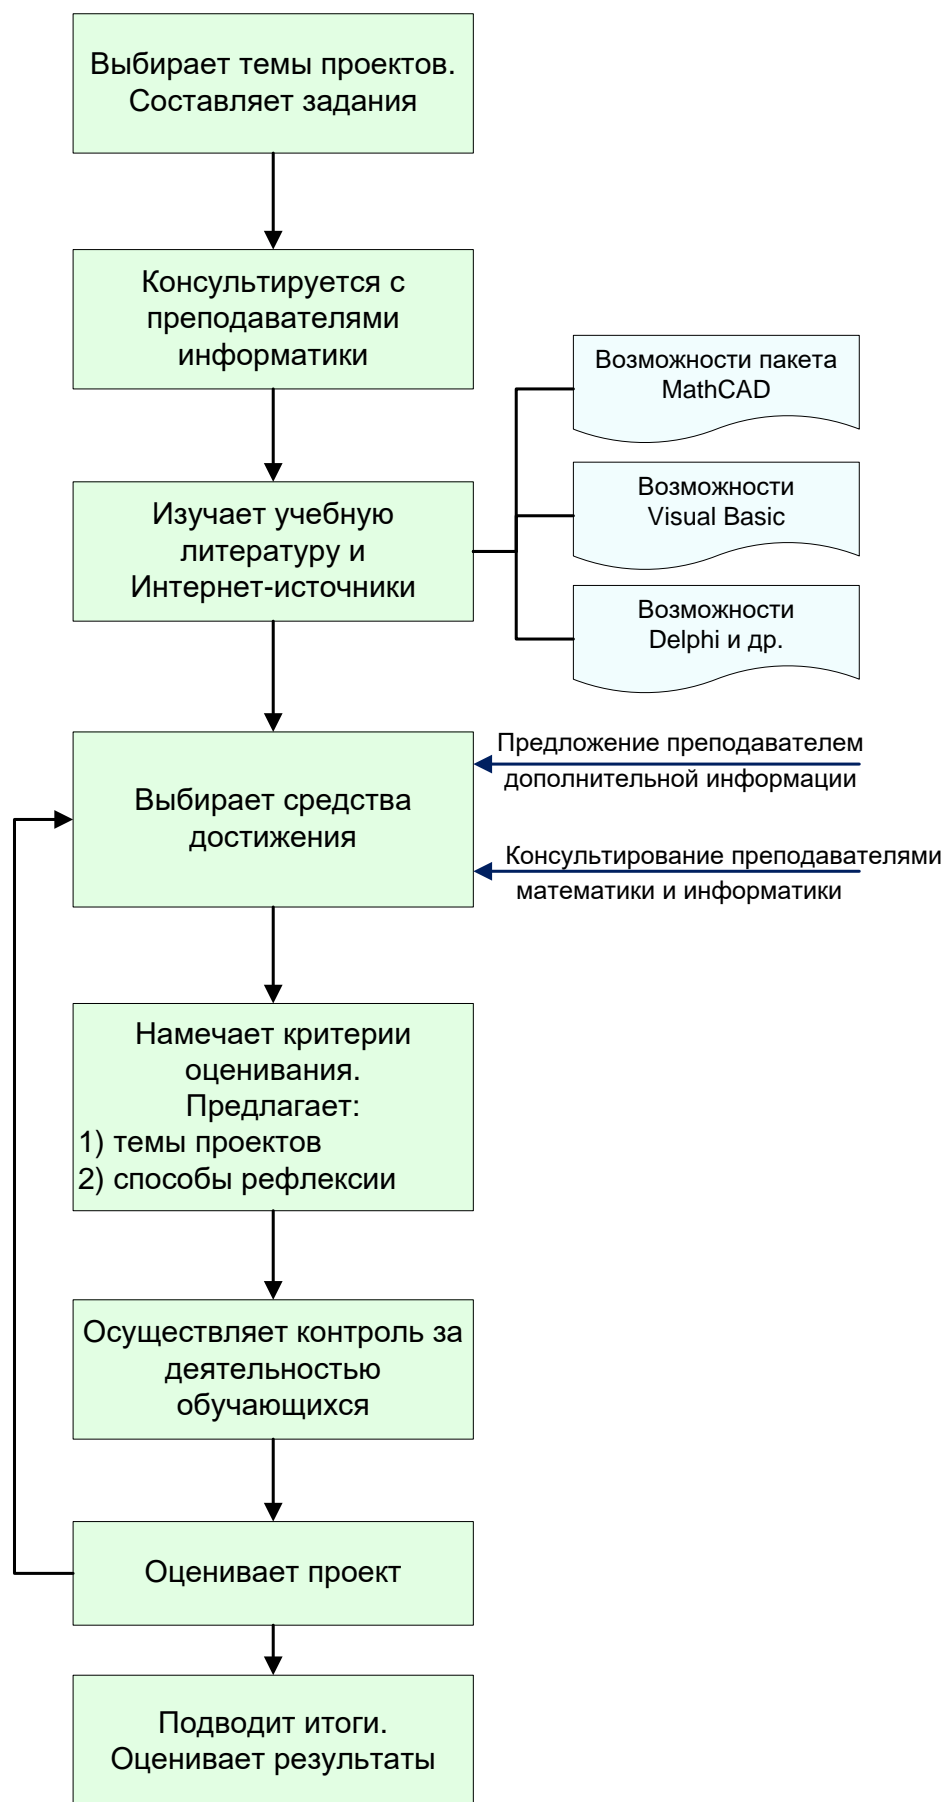 Выбирает темы проектов.
Составляет задания
Консультируется с
преподавателями
информатики
Возможности пакета
MathCAD
Изучает учебную
литературу и
Интернет-источники
Возможности
Visual Basic
Возможности
Delphi и др.
Выбирает средства
достижения
Предложение преподавателем
дополнительной информации
Консультирование преподавателями
математики и информатики
Намечает критерии
оценивания.
Предлагает:
1) темы проектов
2) способы рефлексии
Осуществляет контроль за
деятельностью
обучающихся
Оценивает проект
Подводит итоги.
Оценивает результаты